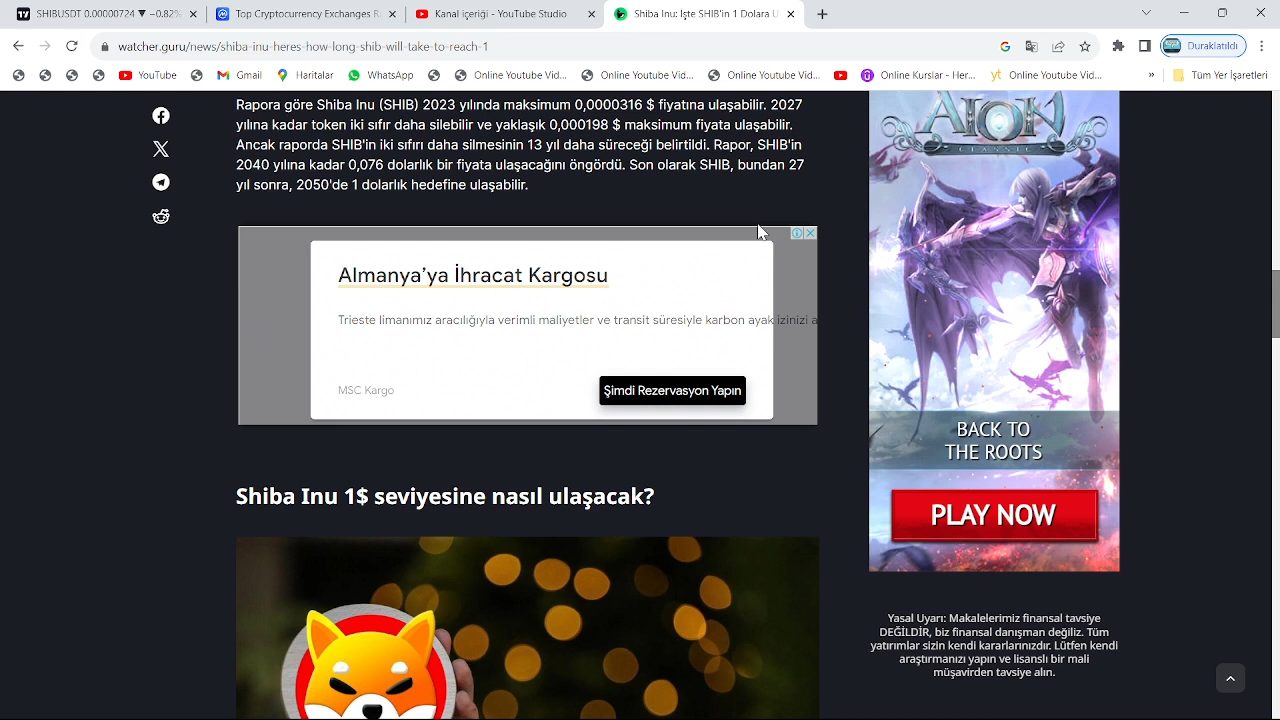 SHIBUSDT 0.00000724 ▼ −0.82%
Top Cryptocurrency Exchanges R
Kanal içeriği - YouTube Studio
Shiba Inu: İşte SHIB'in 1 Dolara U
watcher.guru/news/shiba-inu-heres-how-long-shib-will-take-to-reach-1
Duraklatıldı
YouTube
Gmail
Haritalar
WhatsApp
Online Youtube Vid...
Online Youtube Vid...
Online Youtube Vid...
Online Kurslar - Her...
yt Online Youtube Vid...
»
Tüm Yer İşaretleri
Rapora göre Shiba Inu (SHIB) 2023 yılında maksimum 0,0000316 $ fiyatına ulaşabilir. 2027
yılına kadar token iki sıfır daha silebilir ve yaklaşık 0,000198 $ maksimum fiyata ulaşabilir.
Ancak raporda SHIB'in iki sıfırı daha silmesinin 13 yıl daha süreceği belirtildi. Rapor, SHIB'in
2040 yılına kadar 0,076 dolarlık bir fiyata ulaşacağını öngördü. Son olarak SHIB, bundan 27
yıl sonra, 2050'de 1 dolarlık hedefine ulaşabilir.
Almanya'ya İhracat Kargosu
Trieste limanımız aracılığıyla verimli maliyetler ve transit süresiyle karbon ayak izinizi a
MSC Kargo
Şimdi Rezervasyon Yapın
Shiba Inu 1$ seviyesine nasıl ulaşacak?
AION
CLASSIC
BACK TO
THE ROOTS
PLAY NOW
Yasal Uyarı: Makalelerimiz finansal tavsiye
DEĞİLDİR, biz finansal danışman değiliz. Tüm
yatırımlar sizin kendi kararlarınızdır. Lütfen kendi
araştırmanızı yapın ve lisanslı bir mali
müşavirden tavsiye alın.